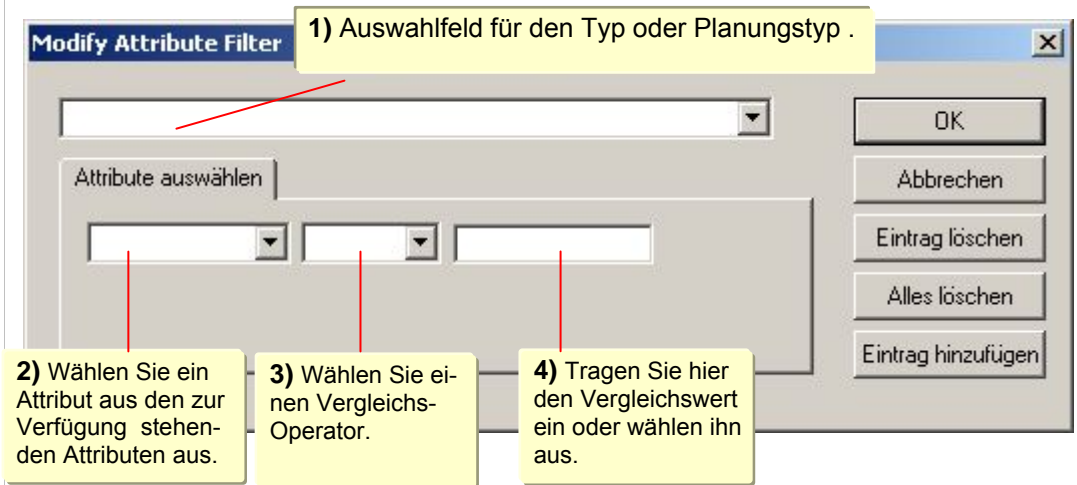 1) Auswahlfeld für den Typ oder Planungstyp .
Modify Attribute Filter
OK
Attribute auswählen
Abbrechen
Eintrag löschen
Alles löschen
Eintrag hinzufügen
2) Wählen Sie ein
Attribut aus den zur
Verfügung stehen-
den Attributen aus.
3) Wählen Sie ei-
nen Vergleichs-
Operator.
4) Tragen Sie hier
den Vergleichswert
ein oder wählen ihn
aus.